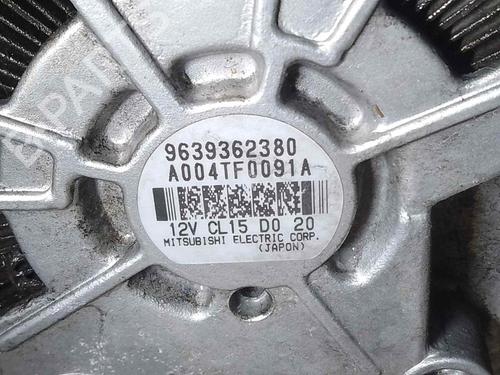 9639362380
A004TF0091A
12V CL15 D0 20
MITSUBISHI ELECTRIC CORP.
(JAPON)